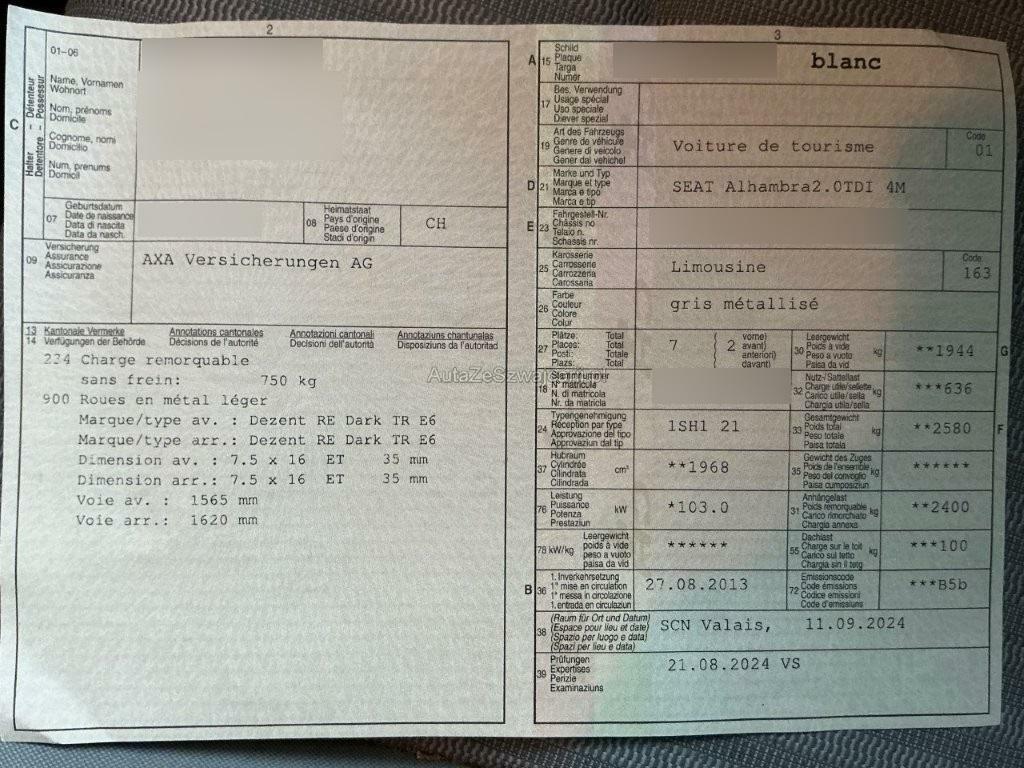 2
01-06
Name, Vornamen
Wohnort
Nom, prénoms
Domicile
Cognome, nomi
Domicilio
Num, prenums
Domicil
C
Halter – Détenteur
Detentore – Possessur
07
Geburtsdatum
Date de naissance
Data di nascita
Data da nasch.
08
Heimatstaat
Pays d'origine
Paese d'origine
Stadi d'origin
CH
09
Versicherung
Assurance
Assicurazione
Assicuranza
AXA Versicherungen AG
13 Kantonale Vermerke Annotations cantonales Annotazioni cantonali Annotaziuns chantunalas
14 Verfügungen der Behörde Décisions de l'autorité Decisioni dell'autorità Disposiziuns da l'autoritad
234 Charge remorquable
sans frein: 750 kg
900 Roues en métal léger
Marque/type av. : Dezent RE Dark TR E6
Marque/type arr.: Dezent RE Dark TR E6
Dimension av. : 7.5 x 16 ET 35 mm
Dimension arr.: 7.5 x 16 ET 35 mm
Voie av. : 1565 mm
Voie arr.: 1620 mm
3
A 15
Schild
Plaque
Targa
Numer
blanc
17
Bes. Verwendung
Usage spécial
Uso speciale
Diever spezial
19
Art des Fahrzeugs
Genre de véhicule
Genere di veicolo
Gener dal vehichel
Voiture de tourisme
Code
01
D 21
Marke und Typ
Marque et type
Marca e tipo
Marca e tip
SEAT Alhambra2.0TDI 4M
E 23
Fahrgestell-Nr.
Châssis no
Telaio n.
Schassis nr.
25
Karosserie
Carrosserie
Carrozzeria
Carossaria
Limousine
Code
163
26
Farbe
Couleur
Colore
Colur
gris métallisé
27
Plätze: Total
Places: Total
Posti: Totale
Plazs: Total
7 ( 2
vorne)
avant)
anteriori)
davant)
30
Leergewicht
Poids à vide
Peso a vuoto
Paisa da vid
kg
**1944
G
AutaZeSzwaj
18
Stammnummer
N° matricule
N. di matricola
Nr. da matricla
32
Nutz-/Sattellast
Charge utile/sellette
Carico utile/sella
Chargia utila/sella
kg
***636
24
Typengenehmigung
Réception par type
Approvazione del tipo
Approvaziun dal tip
1SH1 21
33
Gesamtgewicht
Poids total
Peso totale
Paisa totala
kg
**2580
F
37
Hubraum
Cylindrée
Cilindrata
Cilindrada
cm³
**1968
35
Gewicht des Zuges
Poids de l'ensemble
Peso del convoglio
Paisa cumposiziun
kg
******
76
Leistung
Puissance
Potenza
Prestaziun
kW
*103.0
31
Anhängelast
Poids remorquable
Carico rimorchiato
Chargia annexa
kg
**2400
78 kW/kg
Leergewicht
poids à vide
peso a vuoto
paisa da vid
******
55
Dachlast
Charge sur le toit
Carico sul tetto
Chargia sin il tetg
kg
***100
B 36
1. Inverkehrsetzung
1re mise en circulation
1a messa in circolazione
1. entrada en circulaziun
27.08.2013
72
Emissionscode
Code émissions
Codice emissioni
Code d'emissiuns
***B5b
38
(Raum für Ort und Datum)
(Espace pour lieu et date)
(Spazio per luogo e data)
(Spazi per lieu e data)
SCN Valais, 11.09.2024
39
Prüfungen
Expertises
Perizie
Examinaziuns
21.08.2024 VS